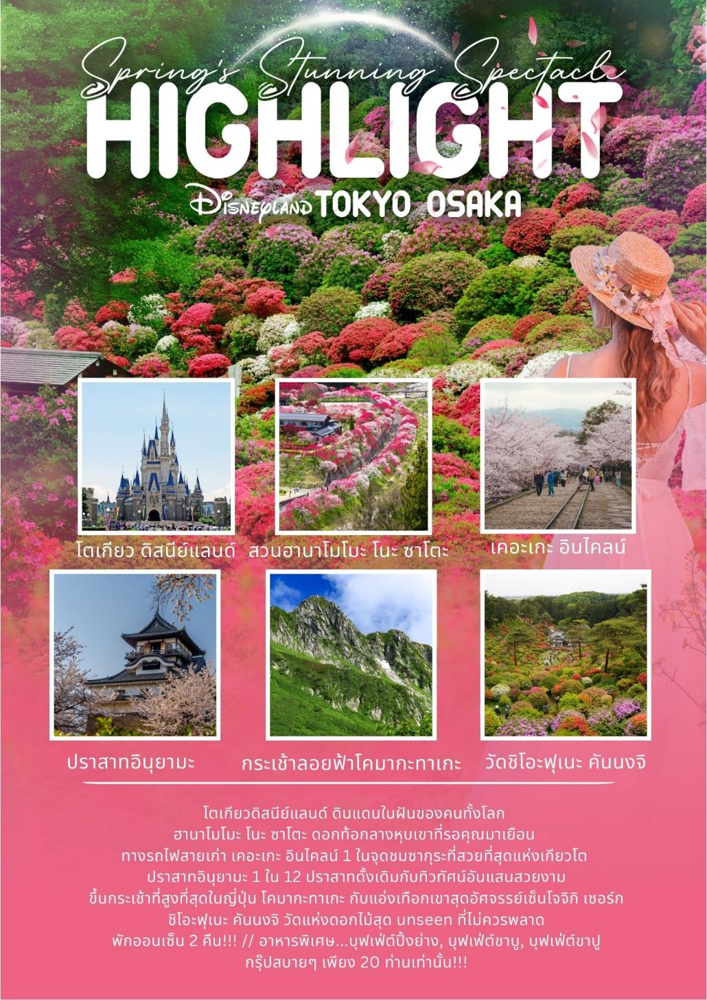 Spring's Stunning Spectacle
HIGHLIGHT
DISNEYLAND TOKYO OSAKA
โตเกียว ดิสนีย์แลนด์
สวนฮานาโมโมะ โนะ ซาโตะ
เคอะเกะ อินไคลน์
ปราสาทอินุยามะ
กระเช้าลอยฟ้าโคมากะทาเกะ
วัดชิโอะฟุเนะ คันนงจิ
โตเกียวดิสนีย์แลนด์ ดินแดนในฝันของคนทั้งโลก
ฮานาโมโมะ โนะ ซาโตะ ดอกท้อกลางหุบเขาที่รอคุณมาเยือน
ทางรถไฟสายเก่า เคอะเกะ อินไคลน์ 1 ในจุดชมซากุระที่สวยที่สุดแห่งเกียวโต
ปราสาทอินุยามะ 1 ใน 12 ปราสาทดั้งเดิมกับทิวทัศน์อันแสนสวยงาม
ขึ้นกระเช้าที่สูงที่สุดในญี่ปุ่น โคมากะทาเกะ กับแอ่งเทือกเขาสุดอัศจรรย์เซ็นโจจิกิ เซอร์ก
ชิโอะฟุเนะ คันนงจิ วัดแห่งดอกไม้สุด unseen ที่ไม่ควรพลาด
พักออนเซ็น 2 คืน!!! // อาหารพิเศษ...บุฟเฟ่ต์ปิ้งย่าง, บุฟเฟ่ต์ชาบู, บุฟเฟ่ต์ขาปู
กรุ๊ปสบายๆ เพียง 20 ท่านเท่านั้น!!!